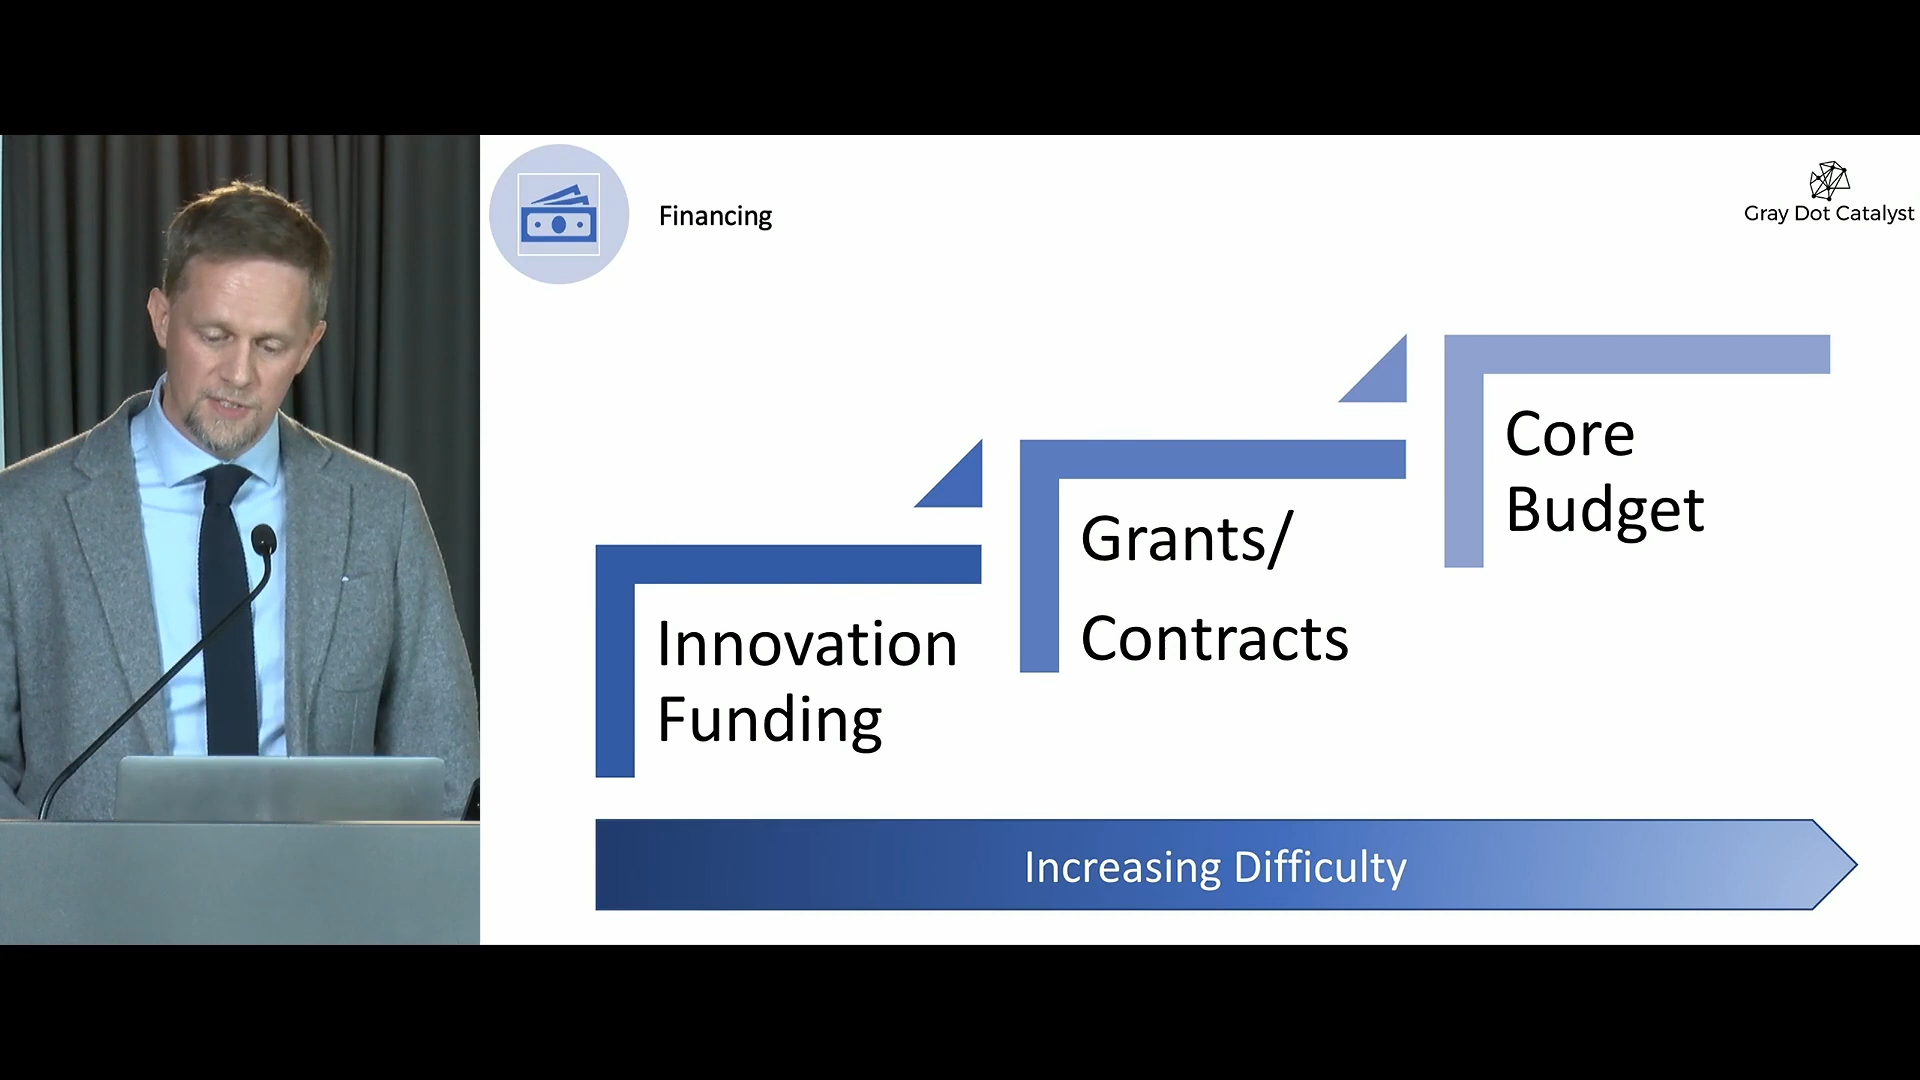 Financing
Gray Dot Catalyst
Core
Budget
Grants/
Contracts
Innovation
Funding
Increasing Difficulty